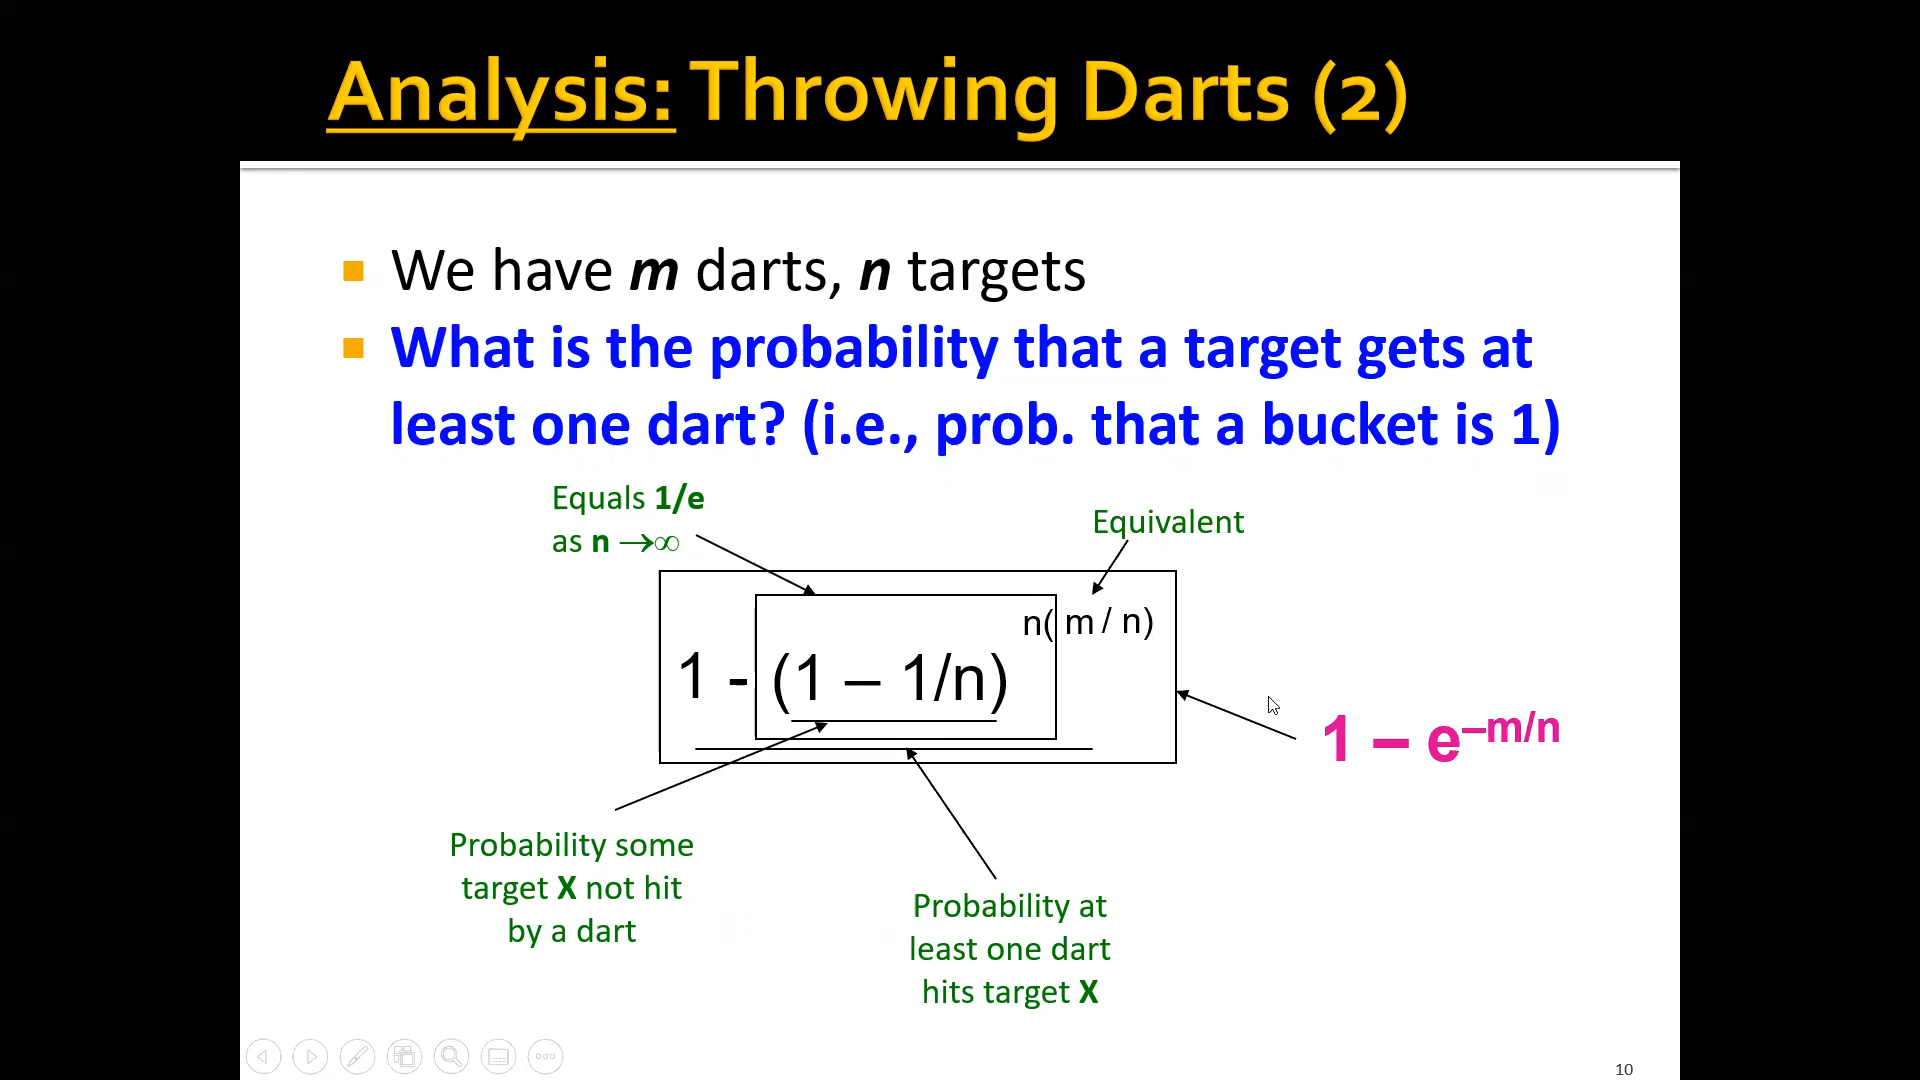 Analysis: Throwing Darts (2)
We have m darts, n targets
What is the probability that a target gets at
least one dart? (i.e., prob. that a bucket is 1)
Equals 1/e
as n →∞
Equivalent
n( m / n)
1 - (1 – 1/n)
1 – e–m/n
Probability some
target X not hit
by a dart
Probability at
least one dart
hits target X
10